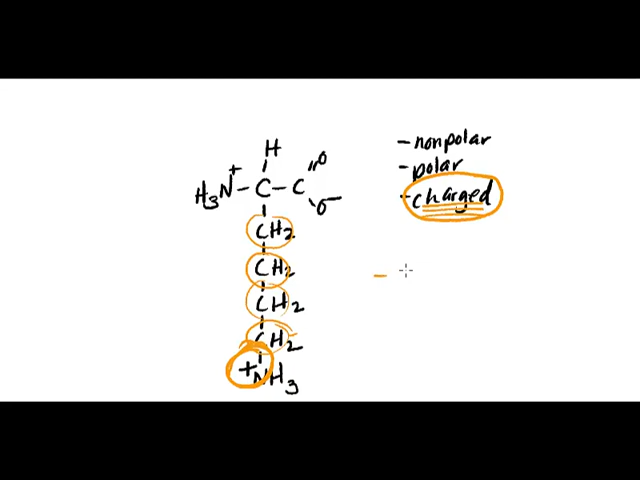 H
H3N+ - C - C =O
O-
CH2
CH2
CH2
CH2
+NH3
- nonpolar
- polar
- charged
-